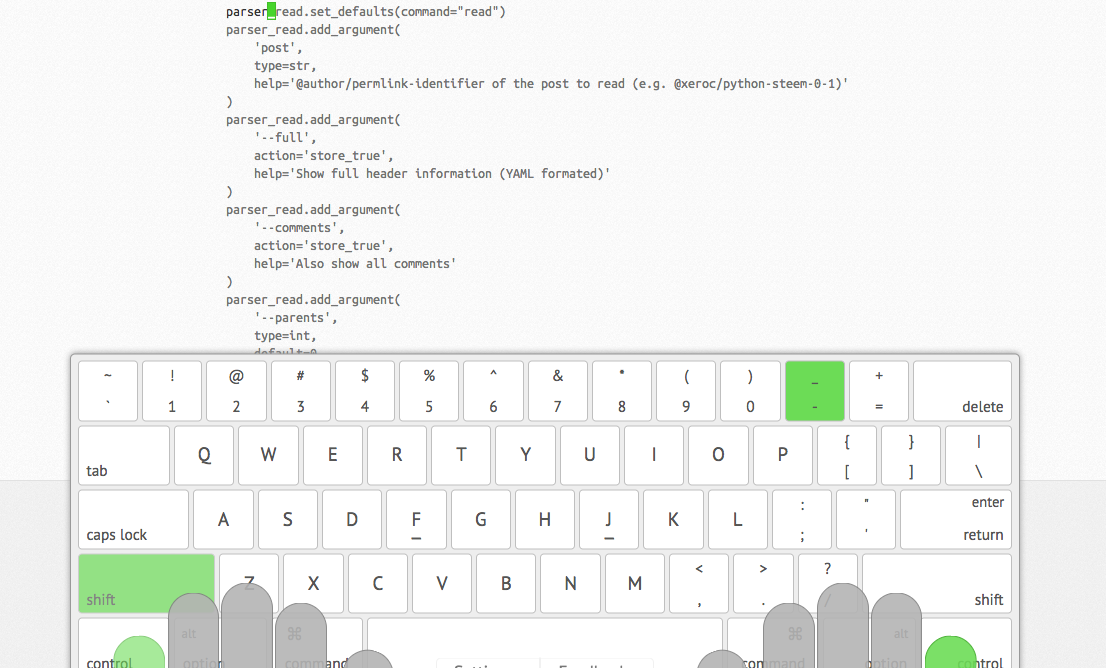 parser_read.set_defaults(command="read")
parser_read.add_argument(
'post',
type=str,
help='@author/permlink-identifier of the post to read (e.g. @xeroc/python-steem-0-1)'
)
parser_read.add_argument(
'--full',
action='store_true',
help='Show full header information (YAML formated)'
)
parser_read.add_argument(
'--comments',
action='store_true',
help='Also show all comments'
)
parser_read.add_argument(
'--parents',
type=int,
default=0
~ ! @ # $ % ^ & * ( ) _ +
` 1 2 3 4 5 6 7 8 9 0 - = delete
tab Q W E R T Y U I O P { [ } ] | \
caps lock A S D F G H J K L : ; " ' enter return
shift Z X C V B N M < , > . ? / shift
control alt option ⌘ command ⌘ command alt option control